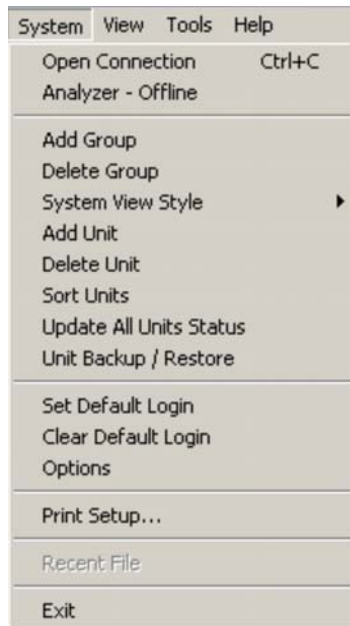 System View Tools Help
Open Connection Ctrl+C
Analyzer - Offline
Add Group
Delete Group
System View Style
Add Unit
Delete Unit
Sort Units
Update All Units Status
Unit Backup / Restore
Set Default Login
Clear Default Login
Options
Print Setup...
Recent File
Exit